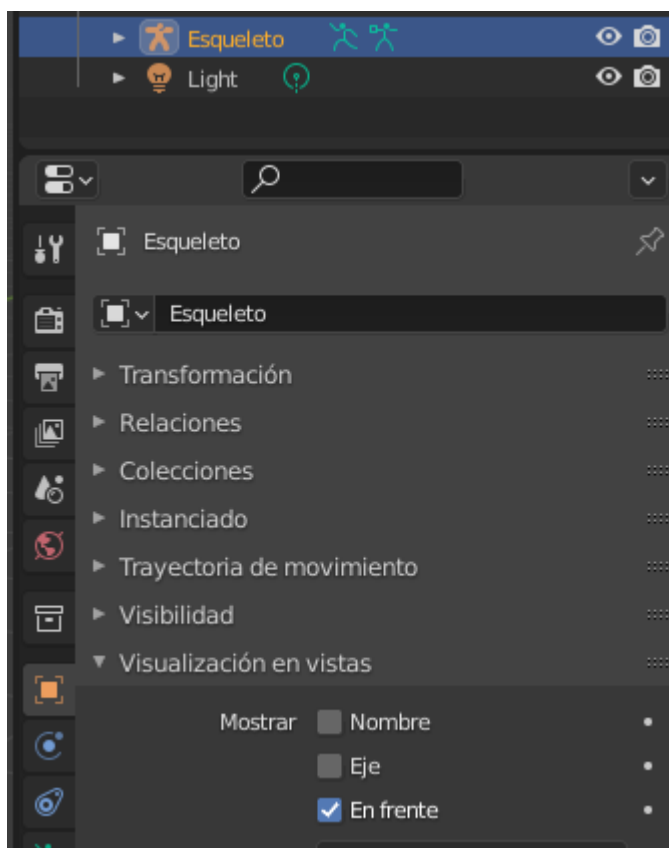 Esqueleto
Light
Esqueleto
Esqueleto
Transformación
Relaciones
Colecciones
Instanciado
Trayectoria de movimiento
Visibilidad
Visualización en vistas
Mostrar Nombre
Eje
En frente